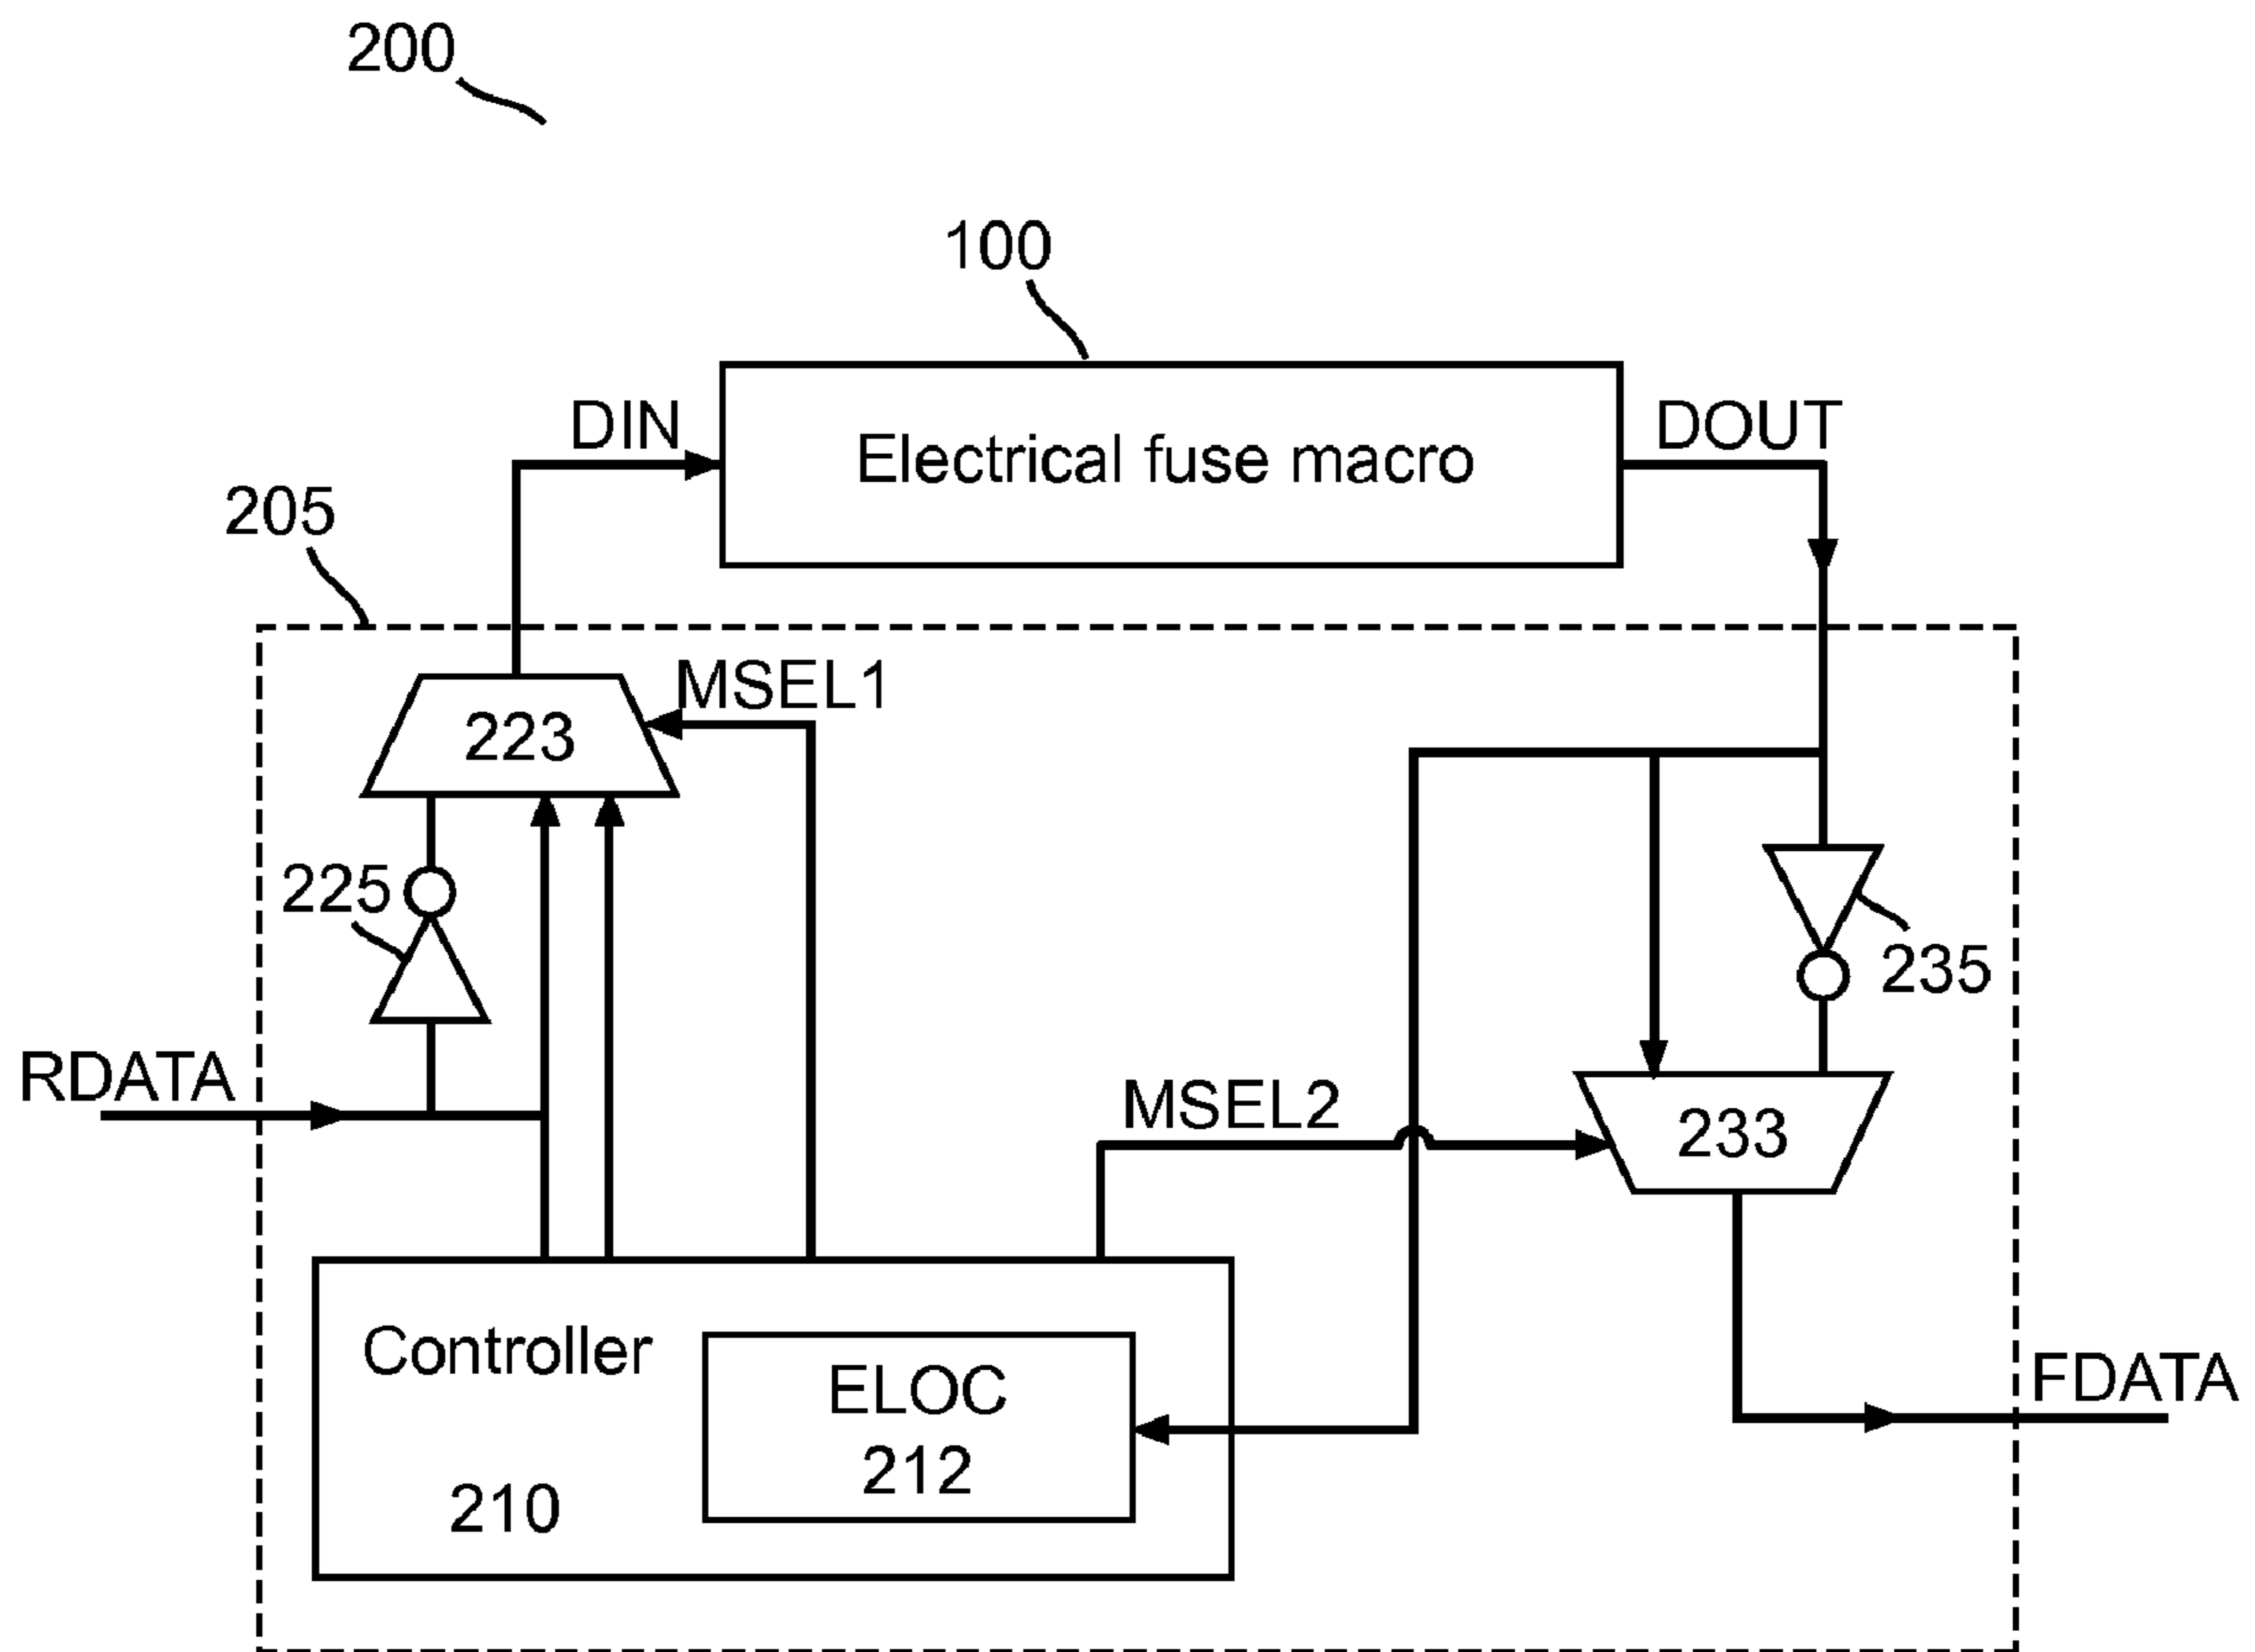 200
100
DIN
Electrical fuse macro
DOUT
205
MSEL1
223
225
235
RDATA
MSEL2
233
Controller
ELOC
FDATA
212
210